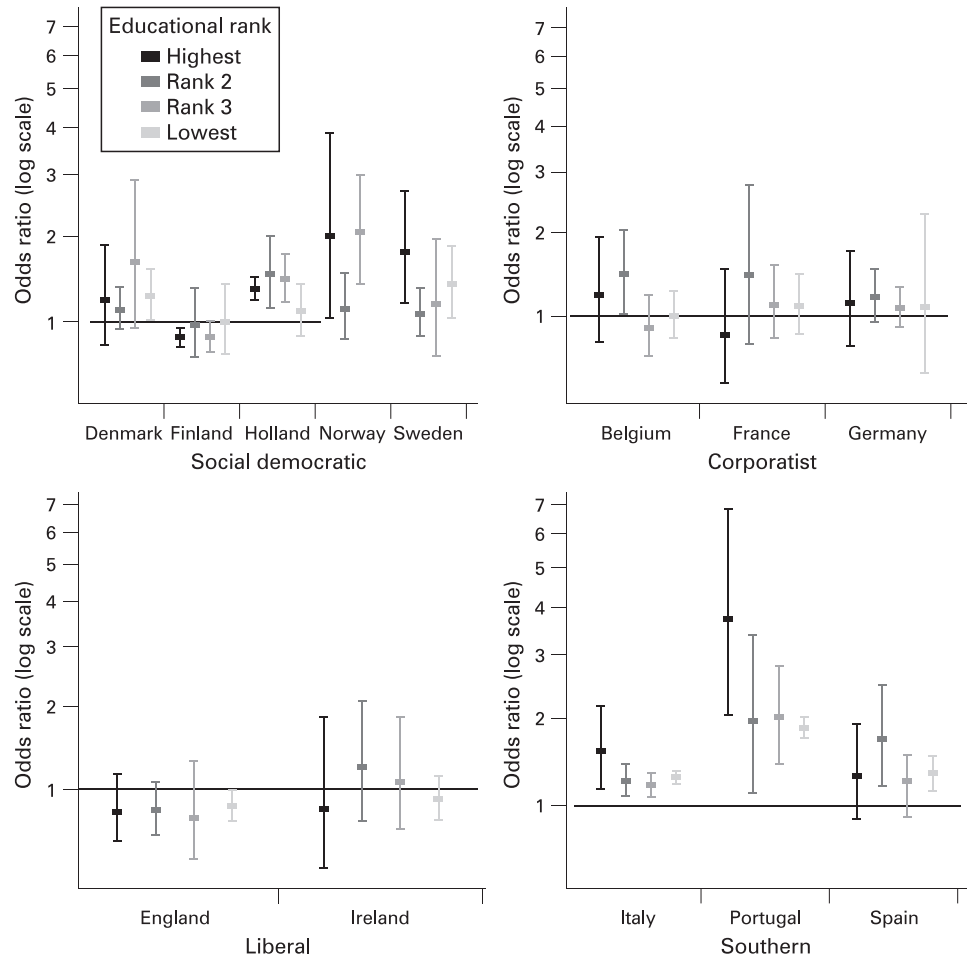 Educational rank
Highest
Rank 2
Rank 3
Lowest
Odds ratio (log scale)
7
6
5
4
3
2
1
Denmark Finland Holland Norway Sweden
Social democratic
Odds ratio (log scale)
7
6
5
4
3
2
1
Belgium France Germany
Corporatist
Odds ratio (log scale)
7
6
5
4
3
2
1
England Ireland
Liberal
Odds ratio (log scale)
7
6
5
4
3
2
1
Italy Portugal Spain
Southern